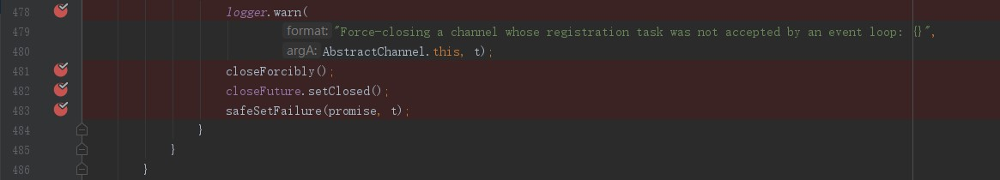 478 logger.warn(
479 format: "Force-closing a channel whose registration task was not accepted by an event loop: {}",
480 argA: AbstractChannel.this, t);
481 closeForcibly();
482 closeFuture.setClosed();
483 safeSetFailure(promise, t);
484 }
485 }
486 }